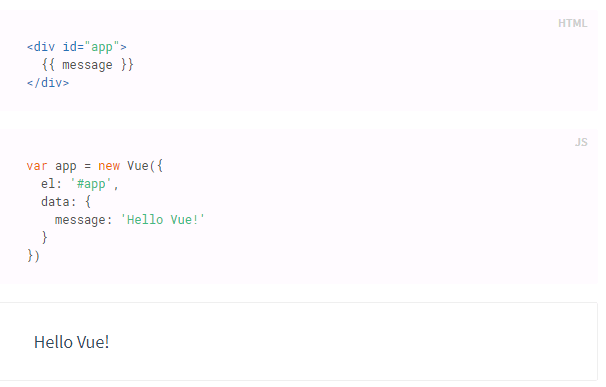 HTML
<div id="app">
  {{ message }}
</div>
JS
var app = new Vue({
  el: '#app',
  data: {
    message: 'Hello Vue!'
  }
})
Hello Vue!